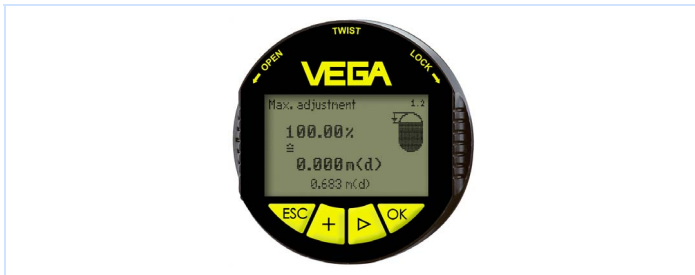 TWIST
← OPEN
LOCK →
VEGA
Max. adjustment 1.2
100.00%
≙
0.000m(d)
0.683 m(d)
ESC + ▷ OK